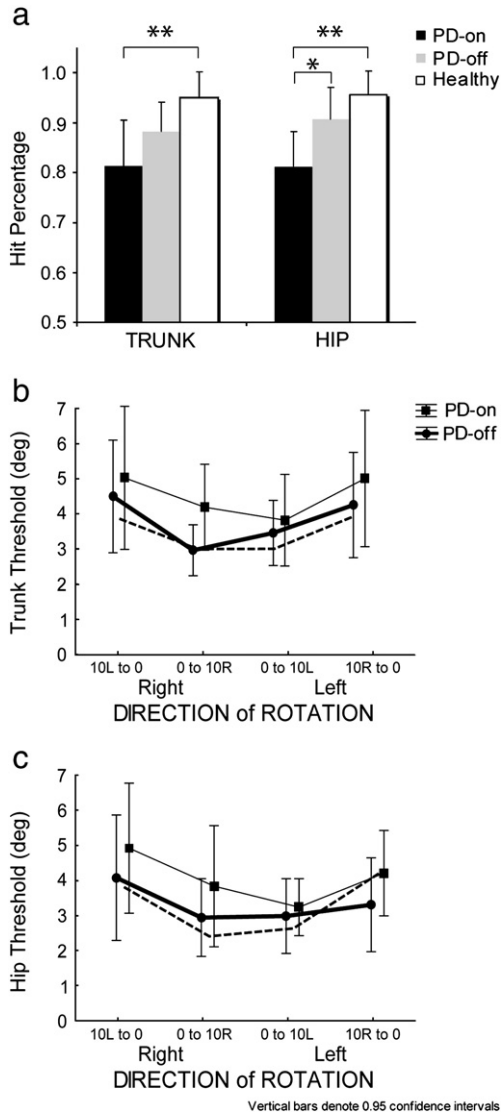 a
** **
*
PD-on
PD-off
Healthy
Hit Percentage
1.0
0.9
0.8
0.7
0.6
0.5
TRUNK HIP
b
PD-on
PD-off
Trunk Threshold (deg)
7
6
5
4
3
2
1
0
10L to 0 0 to 10R 0 to 10L 10R to 0
Right Left
DIRECTION of ROTATION
c
Hip Threshold (deg)
7
6
5
4
3
2
1
0
10L to 0 0 to 10R 0 to 10L 10R to 0
Right Left
DIRECTION of ROTATION
Vertical bars denote 0.95 confidence intervals